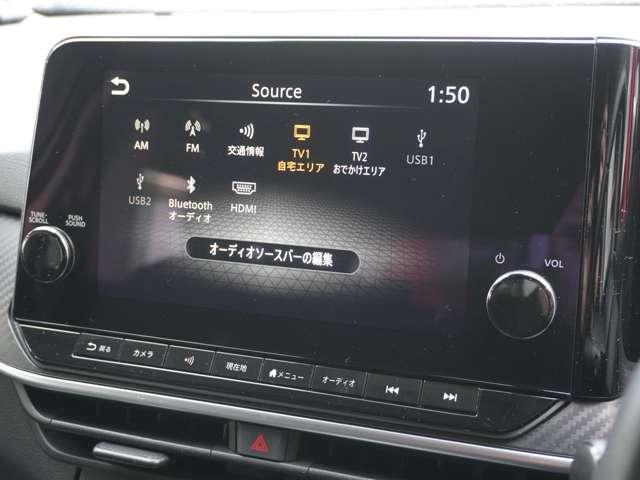 Source
1:50
AM
FM
交通情報
TV1
自宅エリア
TV2
おでかけエリア
USB1
USB2
Bluetooth
オーディオ
HDMI
オーディオソースバーの編集
TUNE•
SCROLL
PUSH
SOUND
VOL
戻る
カメラ
現在地
メニュー
オーディオ